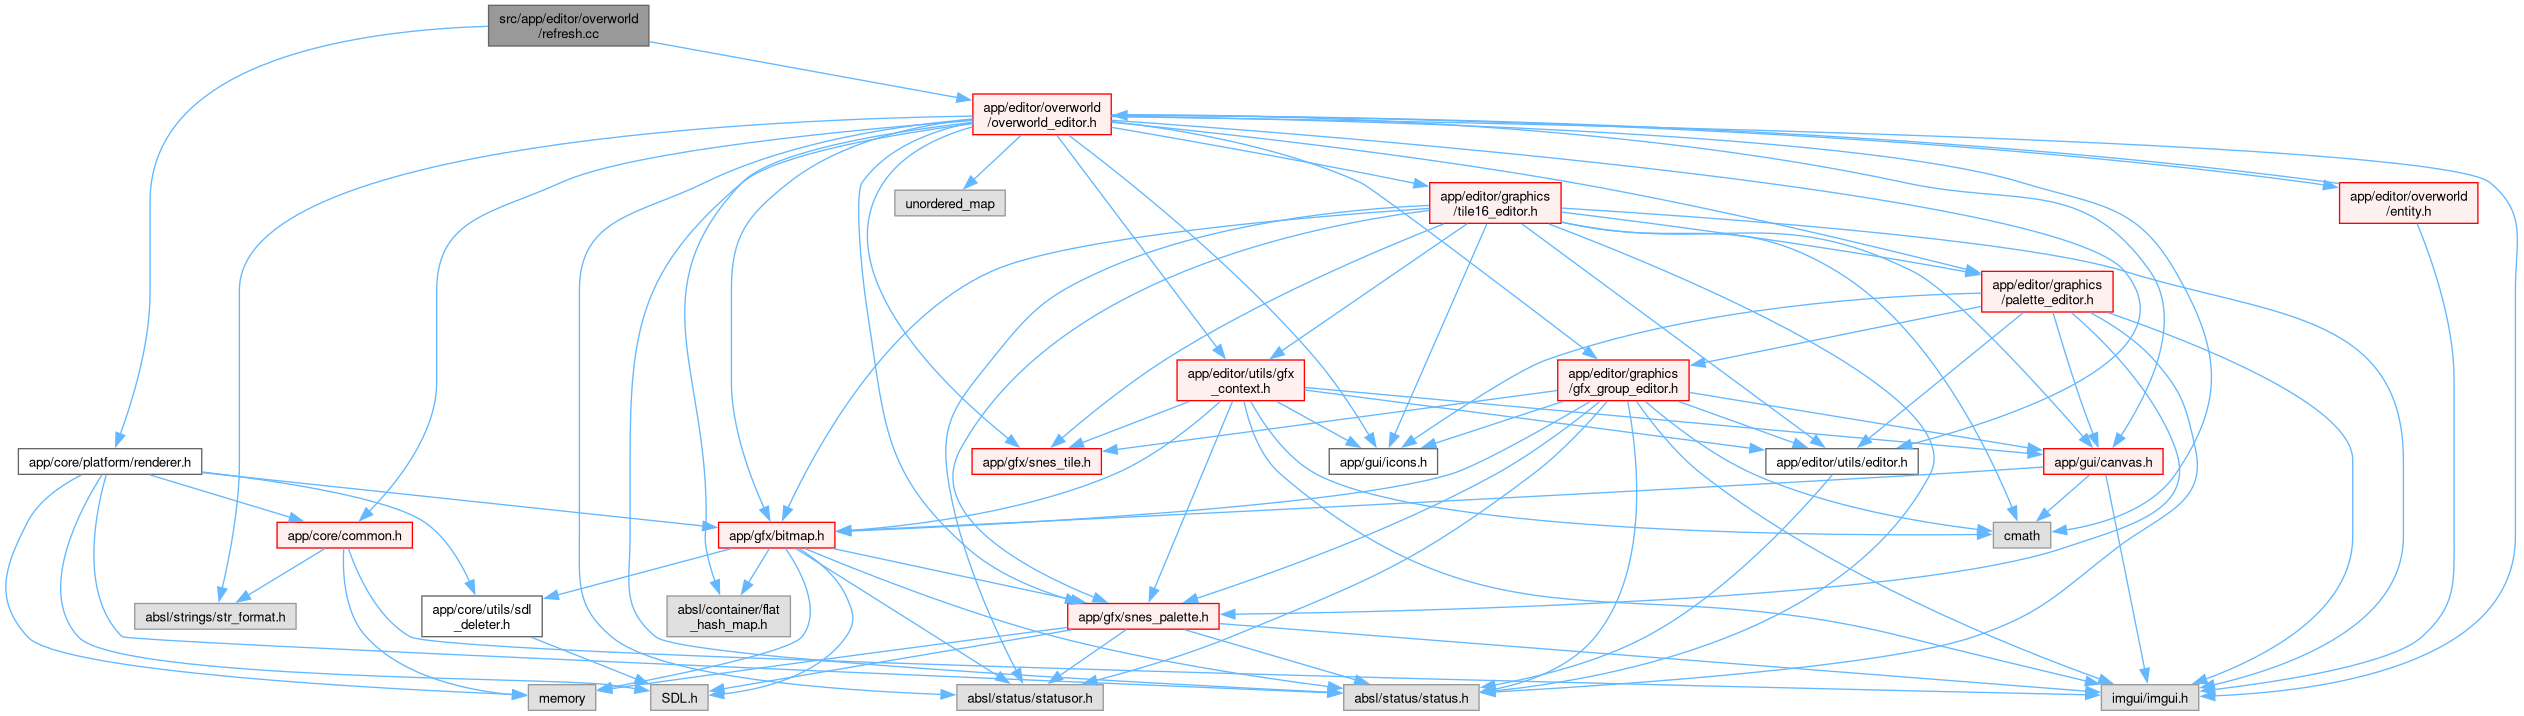 src/app/editor/overworld
/refresh.cc
app/editor/overworld
/overworld_editor.h
unordered_map
app/editor/graphics
/tile16_editor.h
app/editor/overworld
/entity.h
app/editor/graphics
/palette_editor.h
app/editor/utils/gfx
_context.h
app/editor/graphics
/gfx_group_editor.h
app/core/platform/renderer.h
app/gfx/snes_tile.h
app/gui/icons.h
app/editor/utils/editor.h
app/gui/canvas.h
app/core/common.h
app/gfx/bitmap.h
cmath
absl/strings/str_format.h
app/core/utils/sdl
_deleter.h
absl/container/flat
_hash_map.h
app/gfx/snes_palette.h
memory
SDL.h
absl/status/statusor.h
absl/status/status.h
imgui/imgui.h